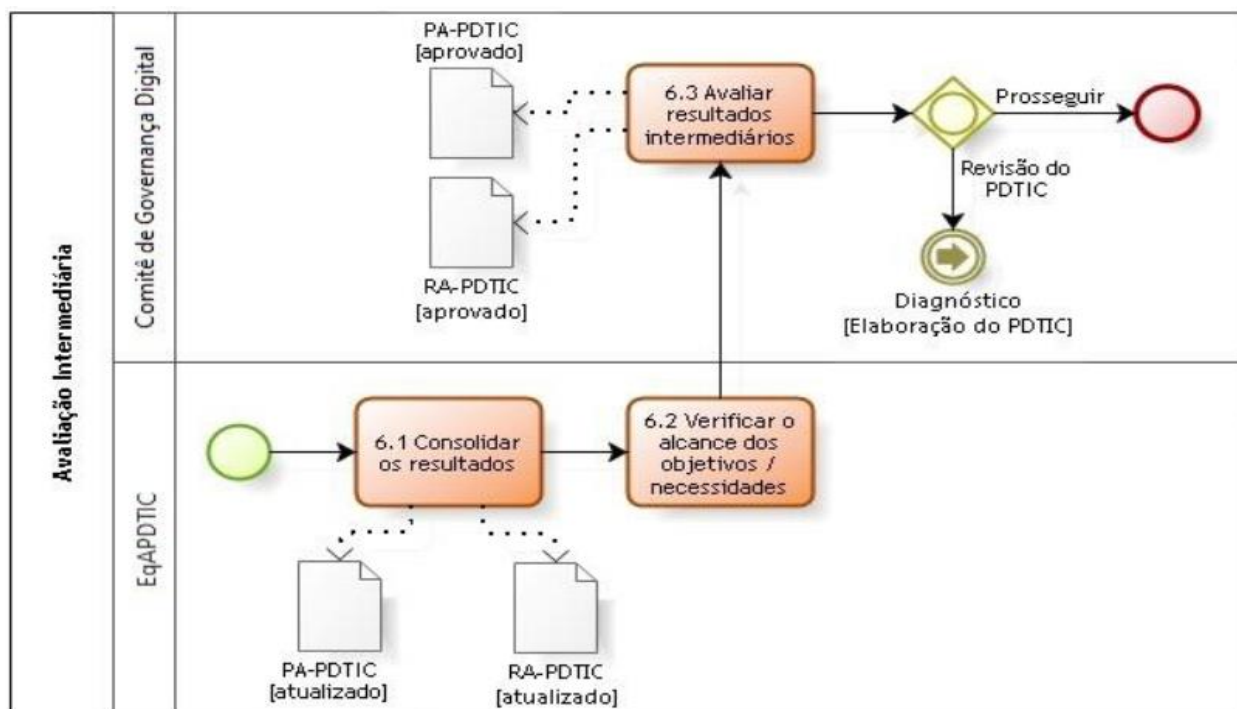 Avaliação Intermediária
Comitê de Governança Digital
PA-PDTIC
[aprovado]
6.3 Avaliar
resultados
intermediários
Prosseguir
Revisão do
PDTIC
RA-PDTIC
[aprovado]
Diagnóstico
[Elaboração do PDTIC]
EqAPDTIC
6.1 Consolidar
os resultados
6.2 Verificar o
alcance dos
objetivos /
necessidades
PA-PDTIC
[atualizado]
RA-PDTIC
[atualizado]